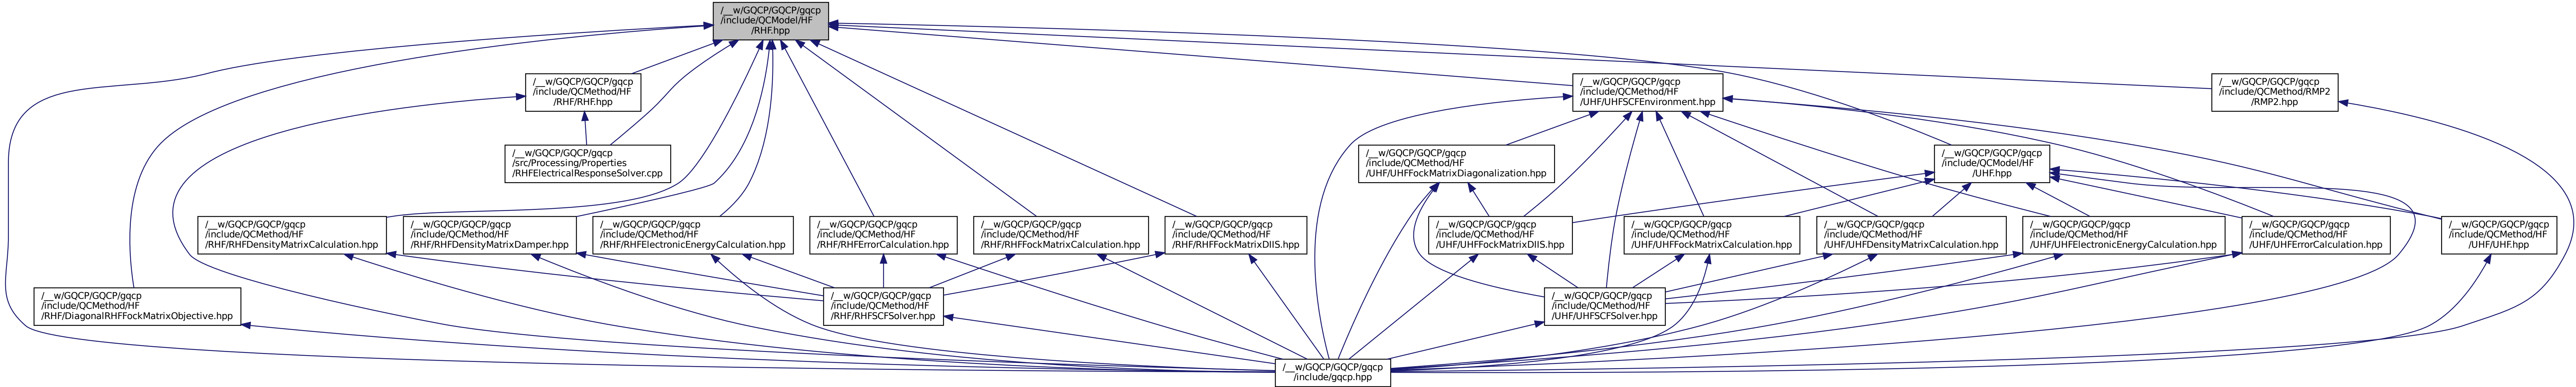 /__w/GQCP/GQCP/gqcp
/include/QCModel/HF
/RHF.hpp
/__w/GQCP/GQCP/gqcp
/include/QCMethod/HF
/RHF/RHF.hpp
/__w/GQCP/GQCP/gqcp
/include/QCMethod/HF
/UHF/UHFSCFEnvironment.hpp
/__w/GQCP/GQCP/gqcp
/include/QCMethod/RMP2
/RMP2.hpp
/__w/GQCP/GQCP/gqcp
/src/Processing/Properties
/RHFElectricalResponseSolver.cpp
/__w/GQCP/GQCP/gqcp
/include/QCMethod/HF
/UHF/UHFFockMatrixDiagonalization.hpp
/__w/GQCP/GQCP/gqcp
/include/QCModel/HF
/UHF.hpp
/__w/GQCP/GQCP/gqcp
/include/QCMethod/HF
/RHF/RHFDensityMatrixCalculation.hpp
/__w/GQCP/GQCP/gqcp
/include/QCMethod/HF
/RHF/RHFDensityMatrixDamper.hpp
/__w/GQCP/GQCP/gqcp
/include/QCMethod/HF
/RHF/RHFElectronicEnergyCalculation.hpp
/__w/GQCP/GQCP/gqcp
/include/QCMethod/HF
/RHF/RHFErrorCalculation.hpp
/__w/GQCP/GQCP/gqcp
/include/QCMethod/HF
/RHF/RHFFockMatrixCalculation.hpp
/__w/GQCP/GQCP/gqcp
/include/QCMethod/HF
/RHF/RHFFockMatrixDIIS.hpp
/__w/GQCP/GQCP/gqcp
/include/QCMethod/HF
/UHF/UHFFockMatrixDIIS.hpp
/__w/GQCP/GQCP/gqcp
/include/QCMethod/HF
/UHF/UHFFockMatrixCalculation.hpp
/__w/GQCP/GQCP/gqcp
/include/QCMethod/HF
/UHF/UHFDensityMatrixCalculation.hpp
/__w/GQCP/GQCP/gqcp
/include/QCMethod/HF
/UHF/UHFElectronicEnergyCalculation.hpp
/__w/GQCP/GQCP/gqcp
/include/QCMethod/HF
/UHF/UHFErrorCalculation.hpp
/__w/GQCP/GQCP/gqcp
/include/QCMethod/HF
/UHF/UHF.hpp
/__w/GQCP/GQCP/gqcp
/include/QCMethod/HF
/RHF/DiagonalRHFFockMatrixObjective.hpp
/__w/GQCP/GQCP/gqcp
/include/QCMethod/HF
/RHF/RHFSCFSolver.hpp
/__w/GQCP/GQCP/gqcp
/include/QCMethod/HF
/UHF/UHFSCFSolver.hpp
/__w/GQCP/GQCP/gqcp
/include/gqcp.hpp